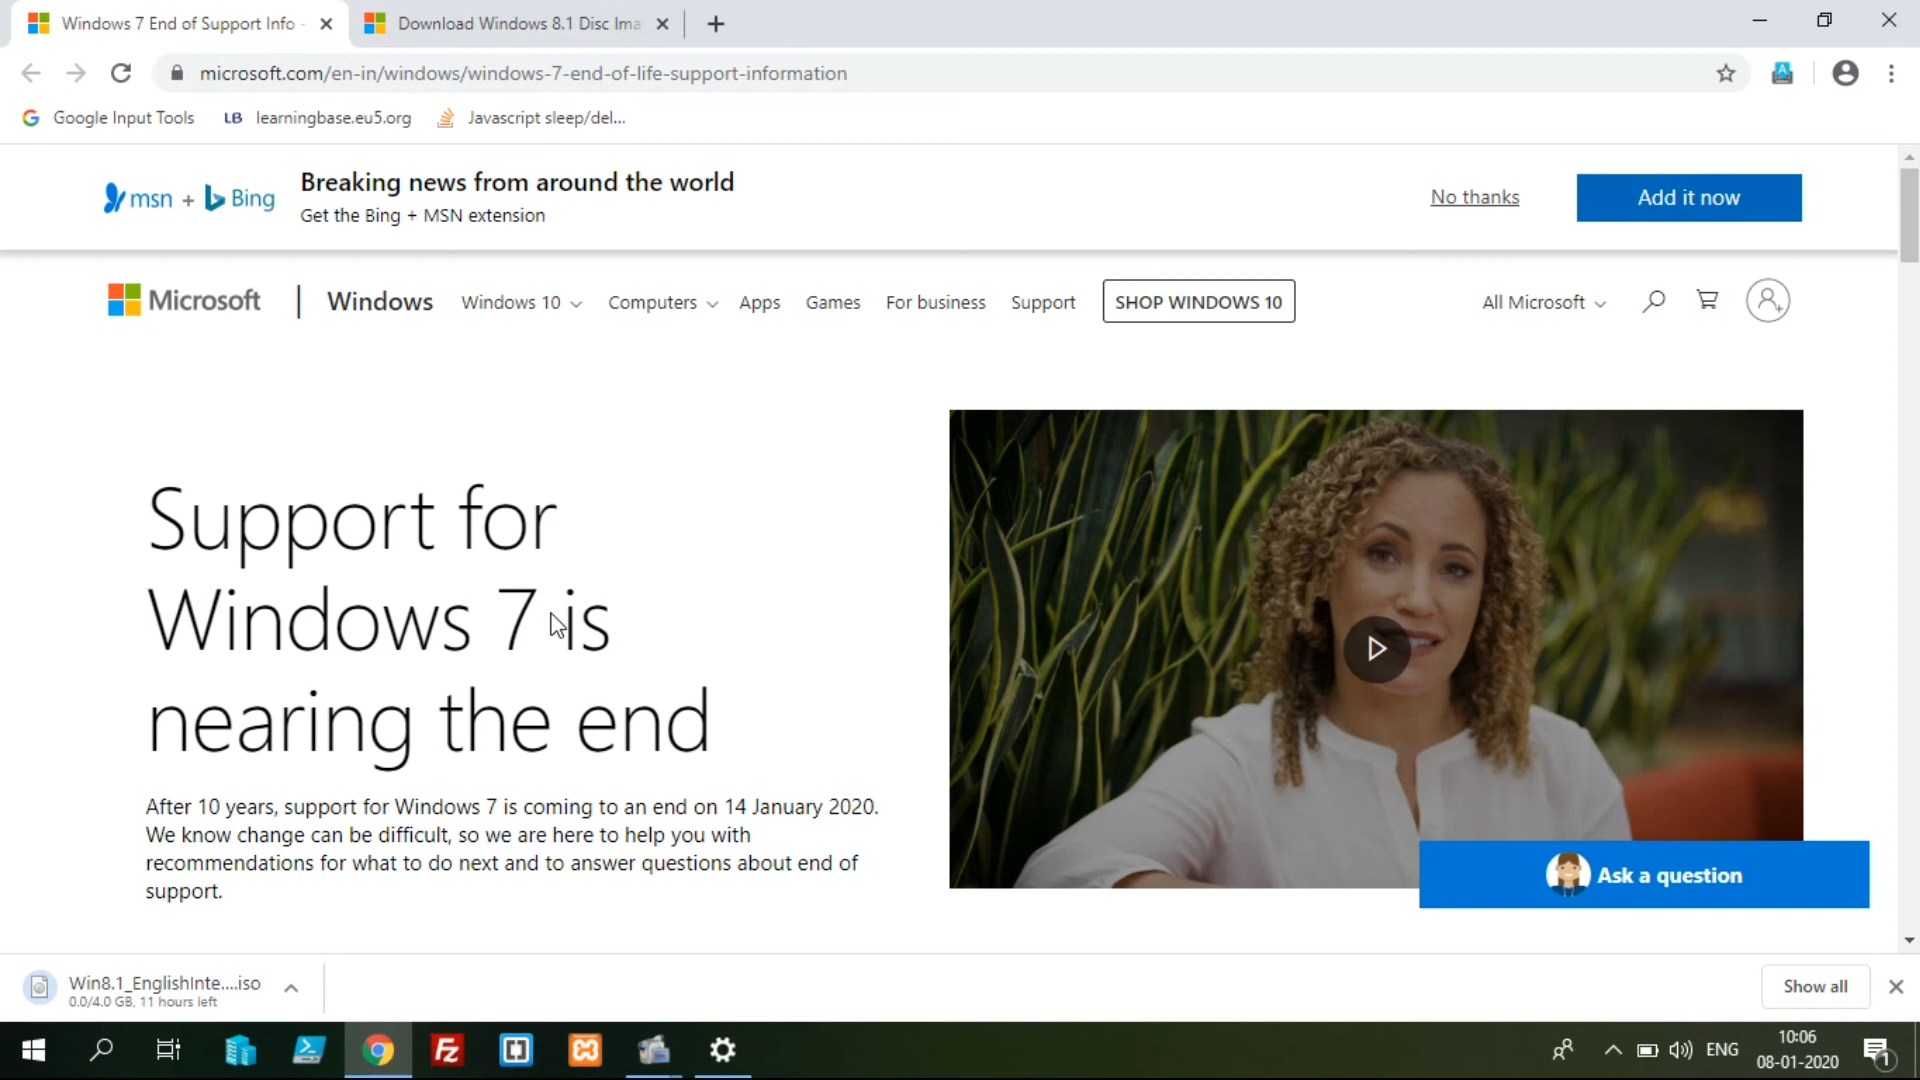 Windows 7 End of Support Info -
Download Windows 8.1 Disc Ima
microsoft.com/en-in/windows/windows-7-end-of-life-support-information
Google Input Tools
LB learningbase.eu5.org
Javascript sleep/del...
msn + Bing
Breaking news from around the world
Get the Bing + MSN extension
No thanks
Add it now
Microsoft
Windows
Windows 10
Computers
Apps
Games
For business
Support
SHOP WINDOWS 10
All Microsoft
Support for
Windows 7 is
nearing the end
After 10 years, support for Windows 7 is coming to an end on 14 January 2020.
We know change can be difficult, so we are here to help you with
recommendations for what to do next and to answer questions about end of
support.
Ask a question
Win8.1_EnglishInte....iso
0.0/4.0 GB, 11 hours left
Show all
Fz
ENG
10:06
08-01-2020
1